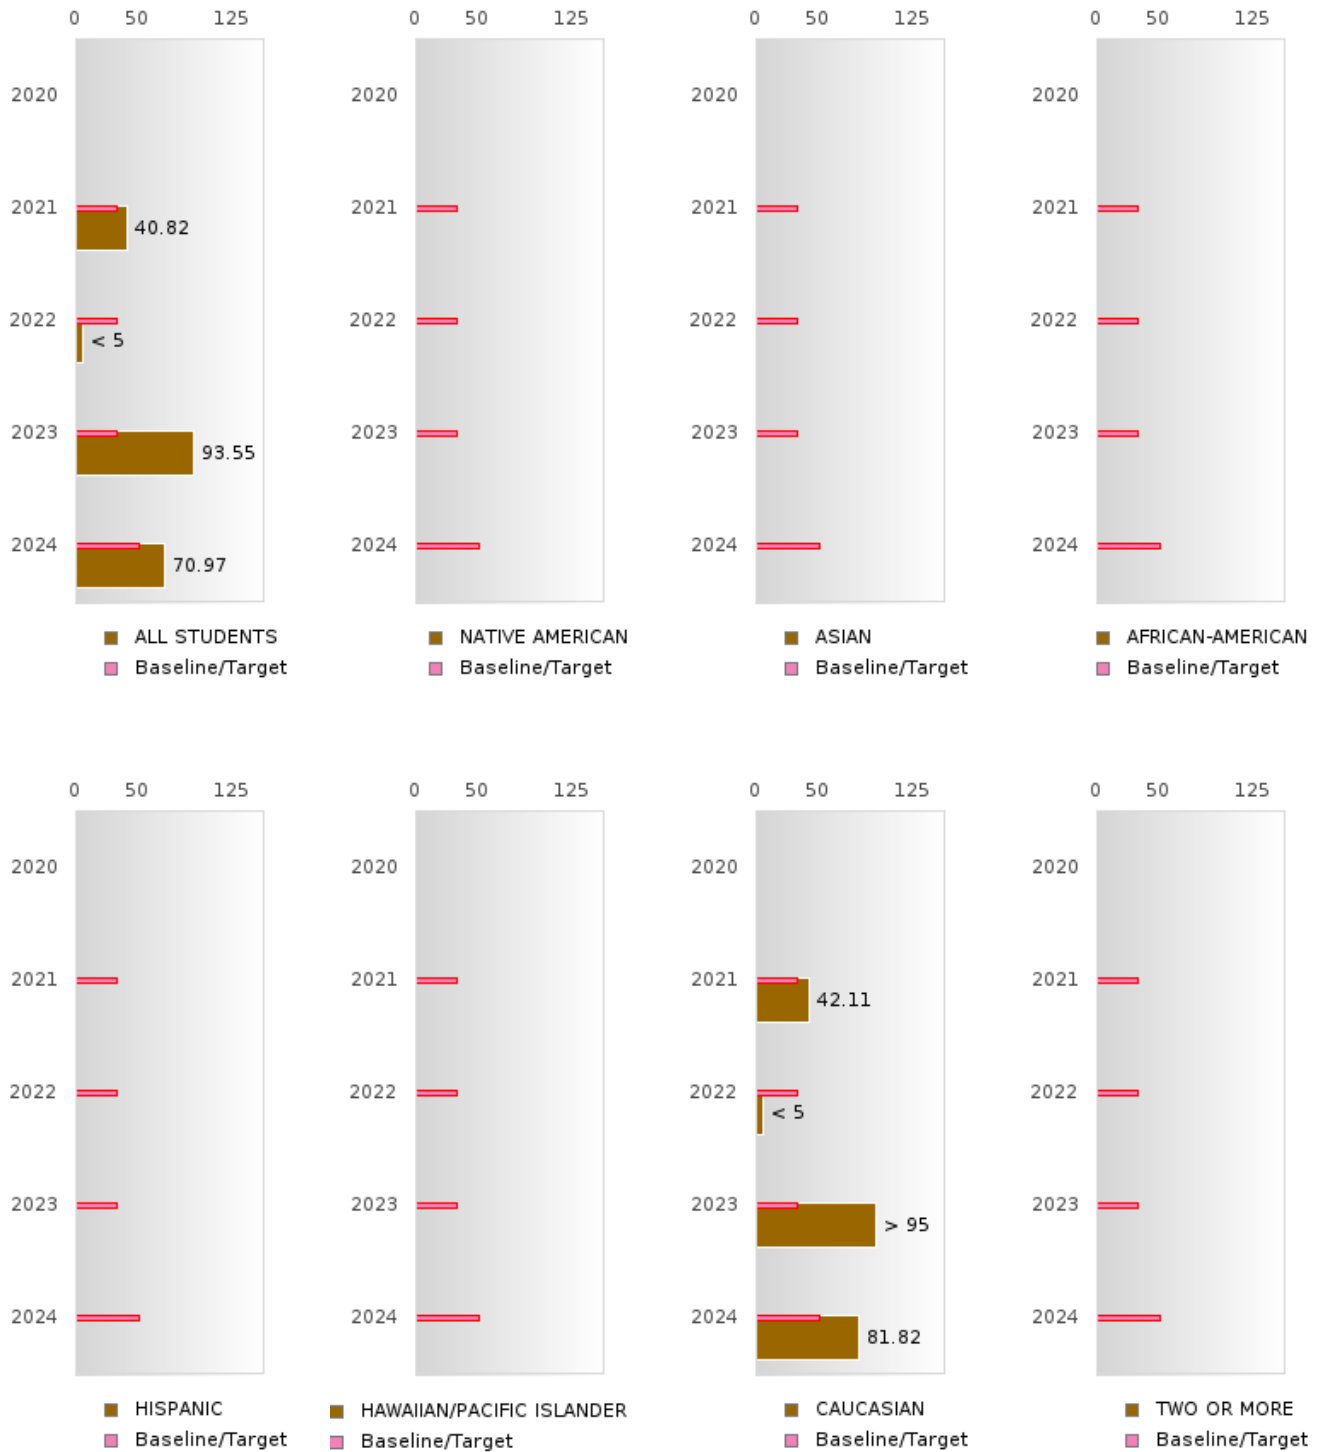 0 50 125 0 50 125 0 50 125 0 50 125
2020 2020 2020 2020
2021 2021 2021 2021
40.82
2022 2022 2022 2022
< 5
2023 2023 2023 2023
93.55
2024 2024 2024 2024
70.97
ALL STUDENTS NATIVE AMERICAN ASIAN AFRICAN-AMERICAN
Baseline/Target Baseline/Target Baseline/Target Baseline/Target
0 50 125 0 50 125 0 50 125 0 50 125
2020 2020 2020 2020
2021 2021 2021 2021
42.11
2022 2022 2022 2022
< 5
2023 2023 2023 2023
> 95
2024 2024 2024 2024
81.82
HISPANIC HAWAIIAN/PACIFIC ISLANDER CAUCASIAN TWO OR MORE
Baseline/Target Baseline/Target Baseline/Target Baseline/Target